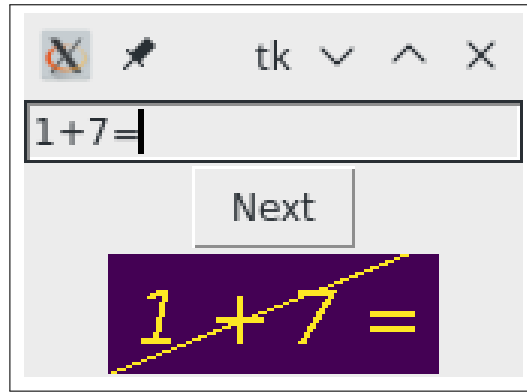 tk
1+7=
Next
1 + 7 =